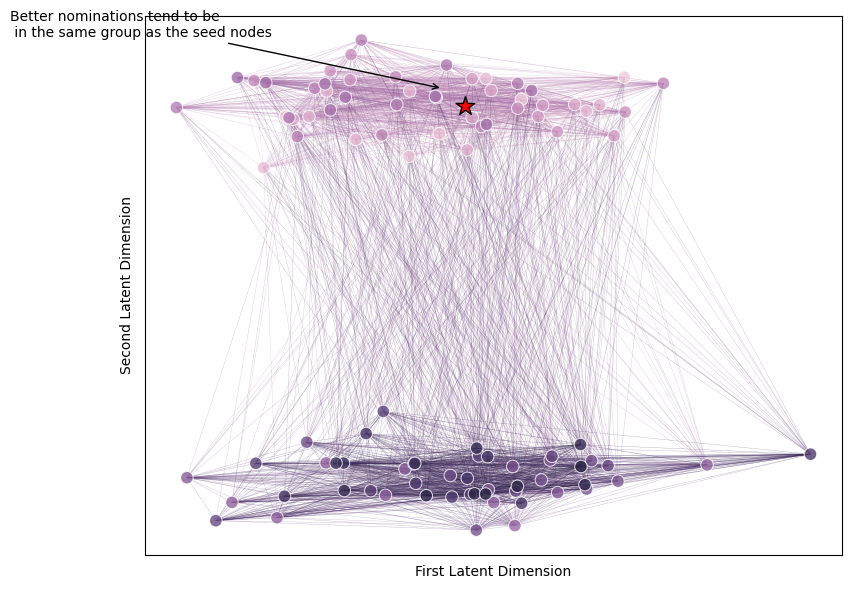 Better nominations tend to be
in the same group as the seed nodes
Second Latent Dimension
First Latent Dimension